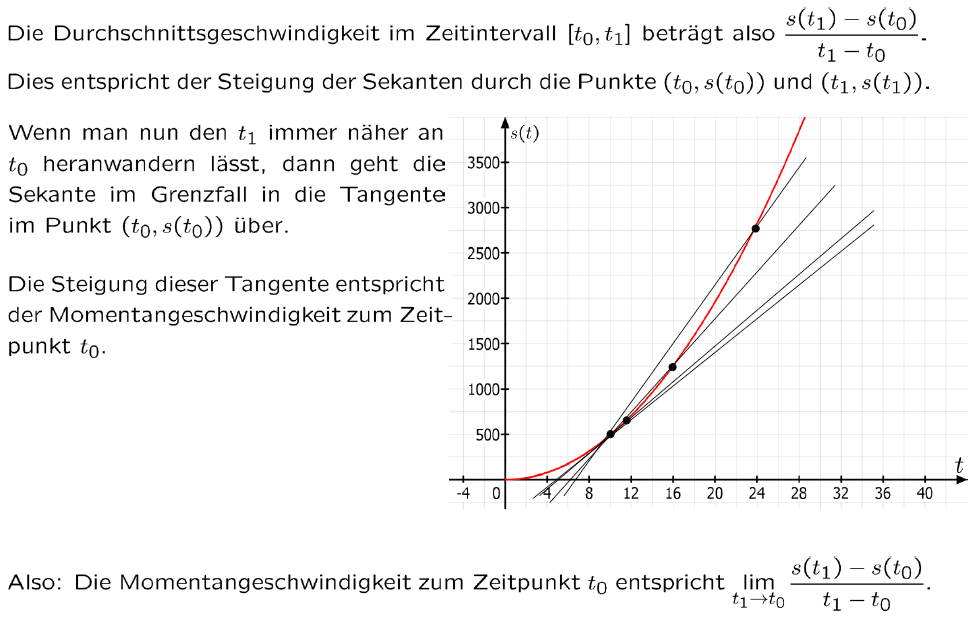 Die Durchschnittsgeschwindigkeit im Zeitintervall [t₀, t₁] beträgt also (s(t₁) − s(t₀))/(t₁ − t₀).
Dies entspricht der Steigung der Sekanten durch die Punkte (t₀, s(t₀)) und (t₁, s(t₁)).
Wenn man nun den t₁ immer näher an
t₀ heranwandern lässt, dann geht die
Sekante im Grenzfall in die Tangente
im Punkt (t₀, s(t₀)) über.
Die Steigung dieser Tangente entspricht
der Momentangeschwindigkeit zum Zeit-
punkt t₀.
s(t)
3500
3000
2500
2000
1500
1000
500
t
-4 0 4 8 12 16 20 24 28 32 36 40
Also: Die Momentangeschwindigkeit zum Zeitpunkt t₀ entspricht lim t₁→t₀ (s(t₁) − s(t₀))/(t₁ − t₀).